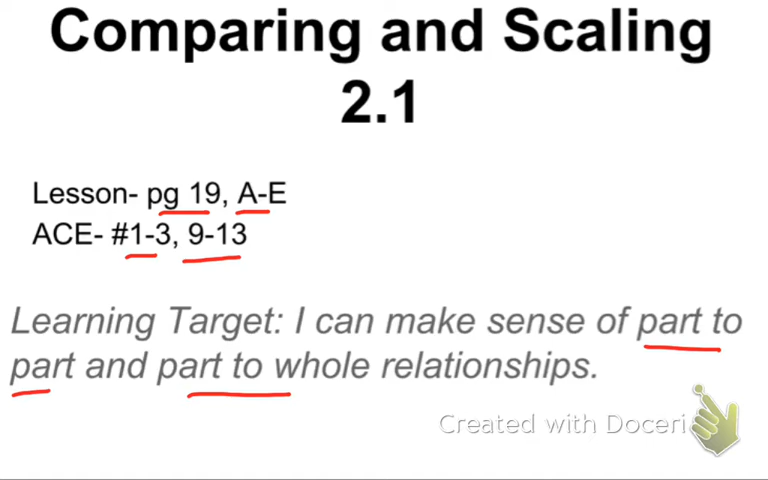 Comparing and Scaling
2.1
Lesson- pg 19, A-E
ACE- #1-3, 9-13
Learning Target: I can make sense of part to
part and part to whole relationships.
Created with Doceri